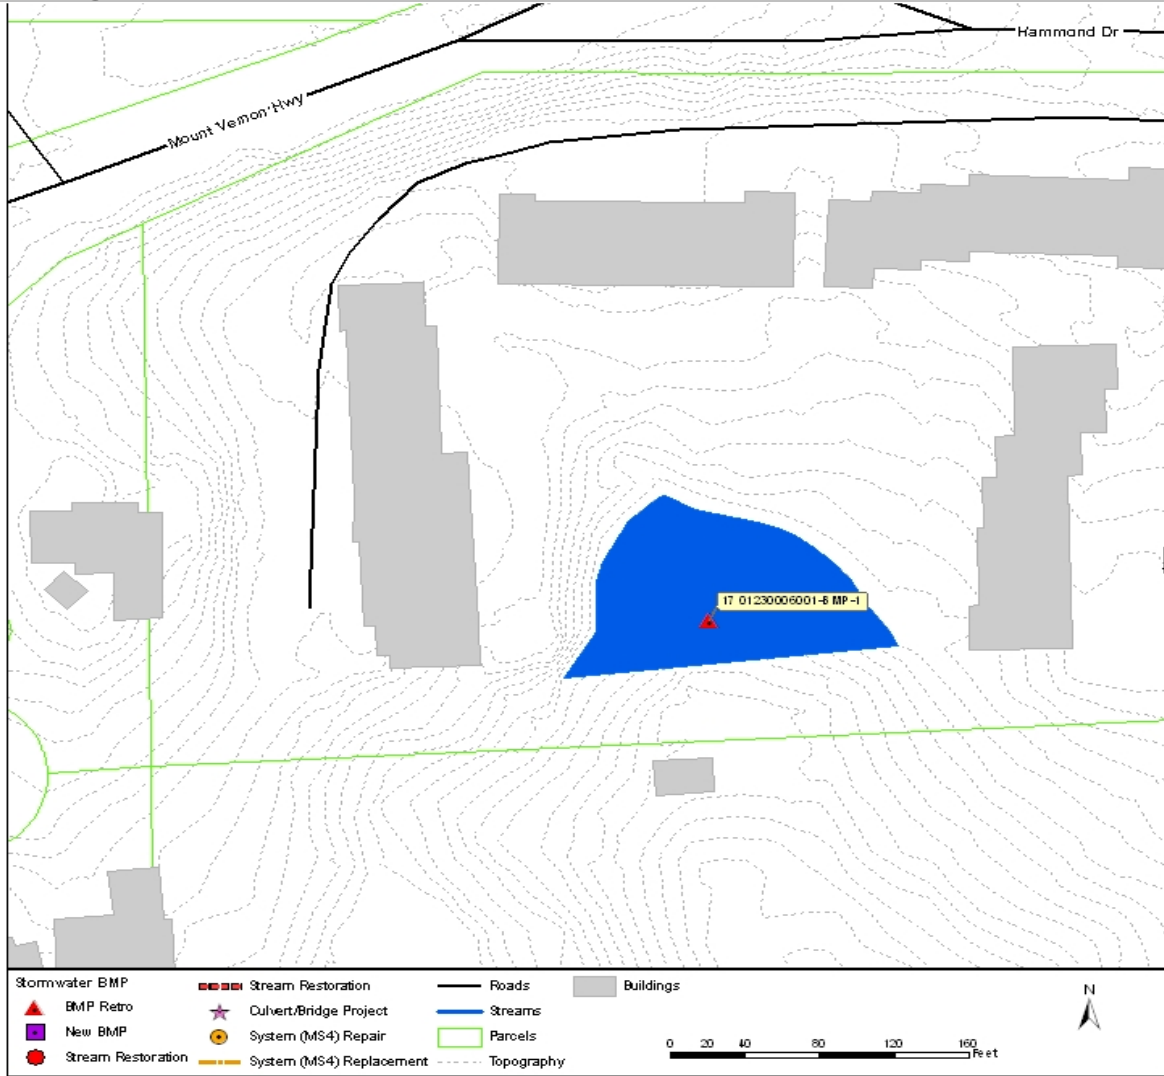 Hammond Dr
Mount Vernon Hwy
17 01230006001-BMP-1
Stormwater BMP
BMP Retro
New BMP
Stream Restoration
Stream Restoration
Culvert/Bridge Project
System (MS4) Repair
System (MS4) Replacement
Roads
Streams
Parcels
Topography
Buildings
N
0 20 40 80 120 160 Feet